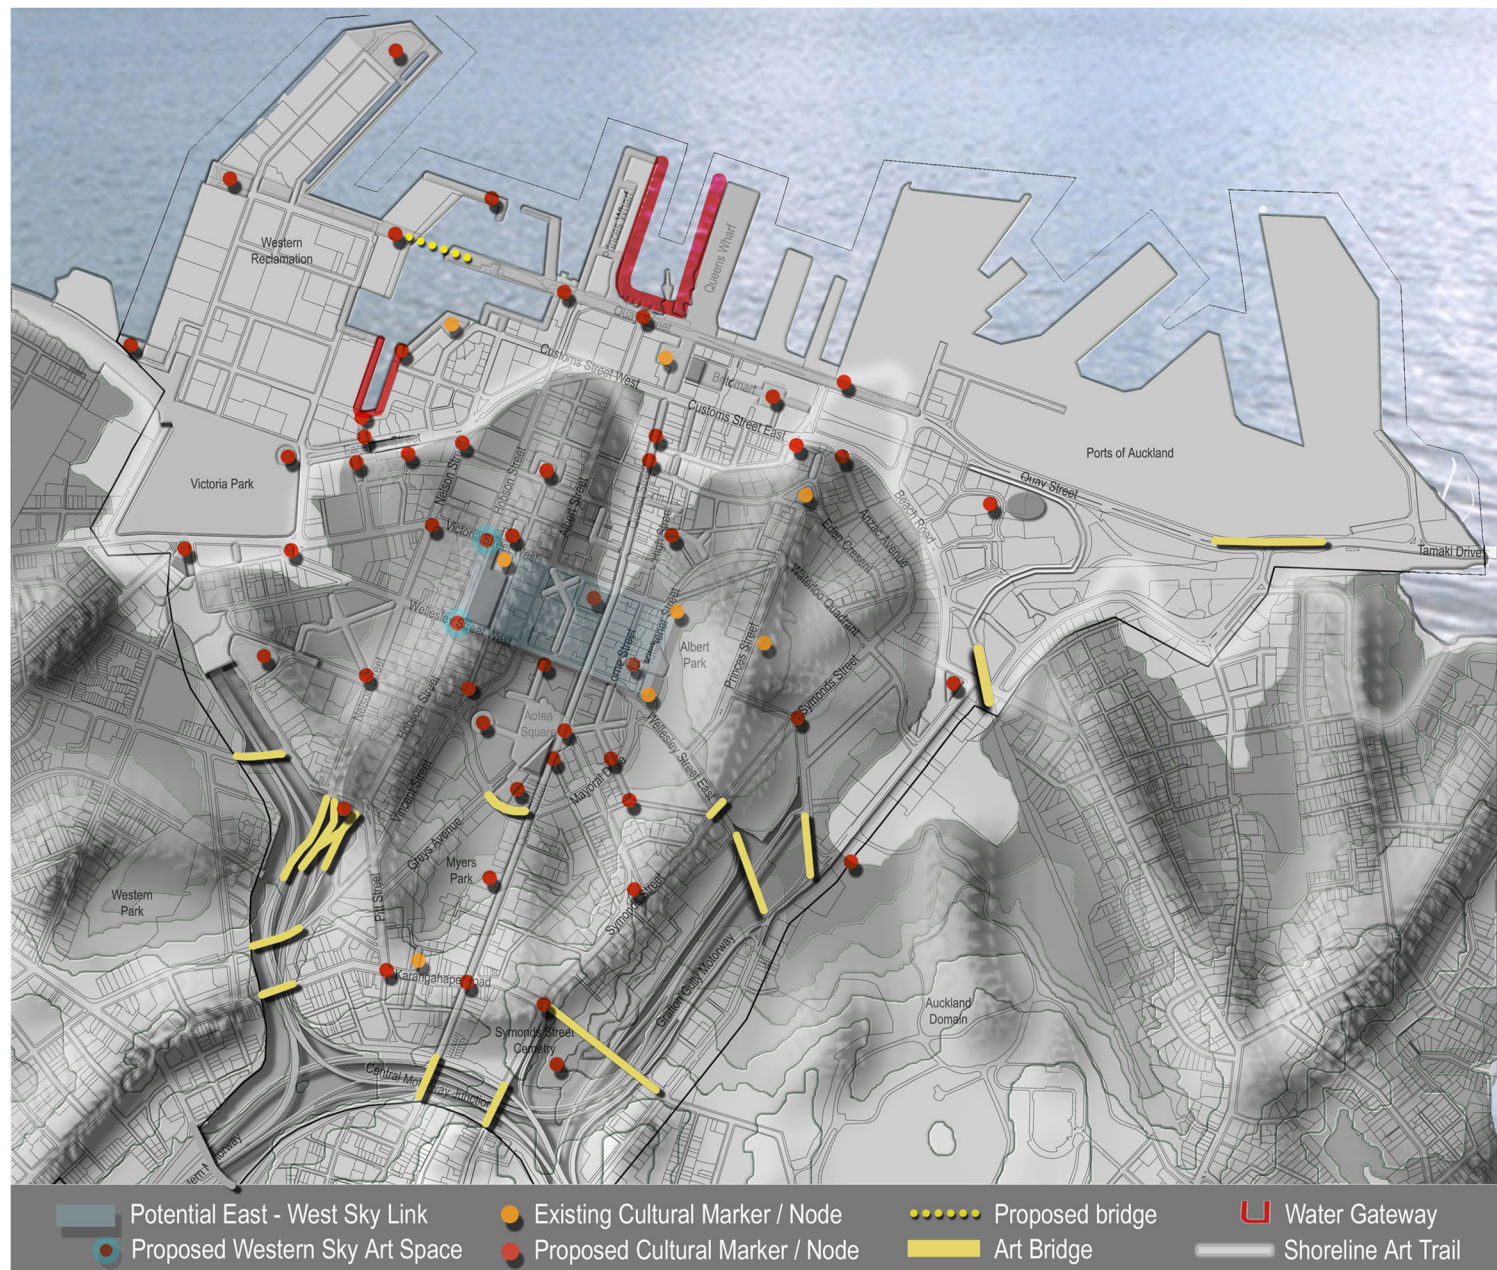 Western
Reclamation
Princes Wharf
Queens Wharf
Quay Street
Customs Street West
Britomart
Customs Street East
Ports of Auckland
Quay Street
Victoria Park
Nelson Street
Hobson Street
Albert Street
Beach Road
Anzac Avenue
Eden Crescent
Tamaki Drive
Victoria Street West
Waterloo Quadrant
Wellesley Street West
Albert
Park
Princes Street
Symonds Street
Nelson Street
Hobson Street
Aotea
Square
Wellesley Street East
Vincent Street
Mayoral Drive
Greys Avenue
Myers
Park
Western
Park
Pitt Street
Symonds Street
Karangahape Road
Grafton Gully Motorway
Symonds Street
Cemetry
Auckland
Domain
Central Motorway Junction
Potential East - West Sky Link
Existing Cultural Marker / Node
Proposed bridge
Water Gateway
Proposed Western Sky Art Space
Proposed Cultural Marker / Node
Art Bridge
Shoreline Art Trail